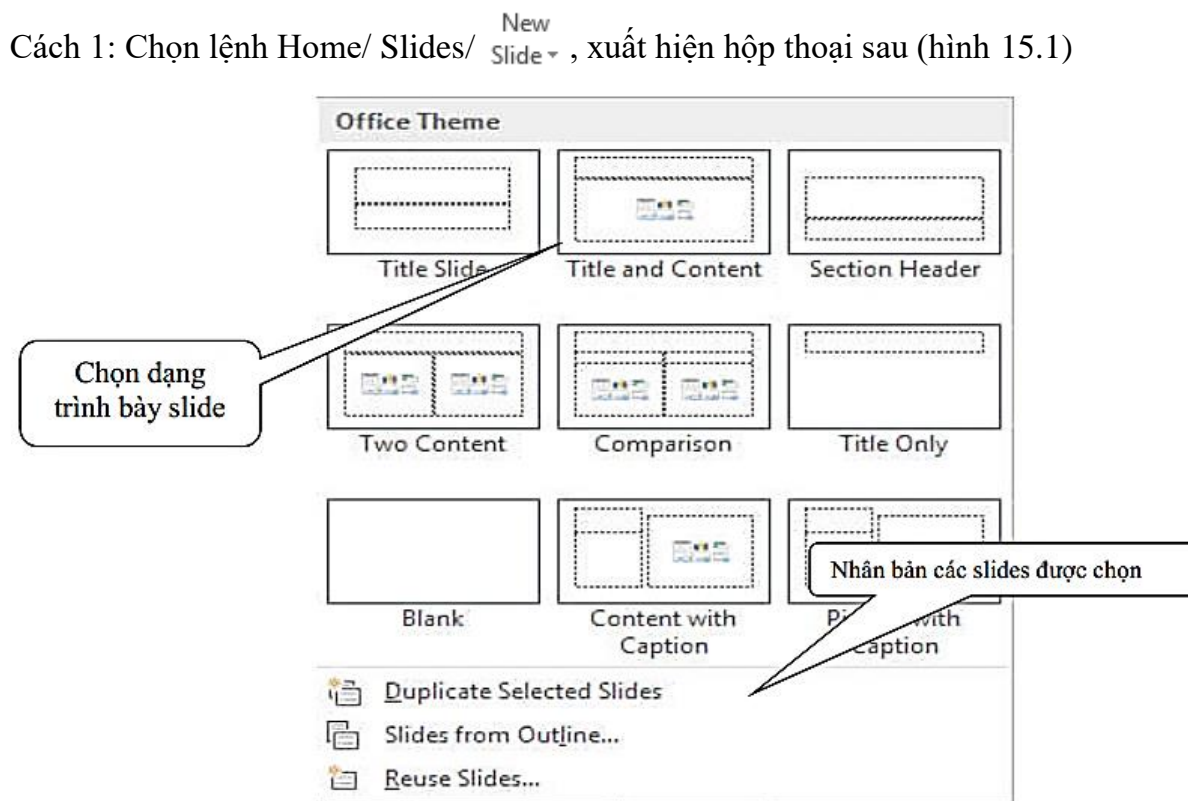 Cách 1: Chọn lệnh Home/ Slides/ New Slide , xuất hiện hộp thoại sau (hình 15.1)
Office Theme
Title Slide
Title and Content
Section Header
Chọn dạng
trình bày slide
Two Content
Comparison
Title Only
Nhân bản các slides được chọn
Blank
Content with
Caption
with
Caption
Duplicate Selected Slides
Slides from Outline...
Reuse Slides...